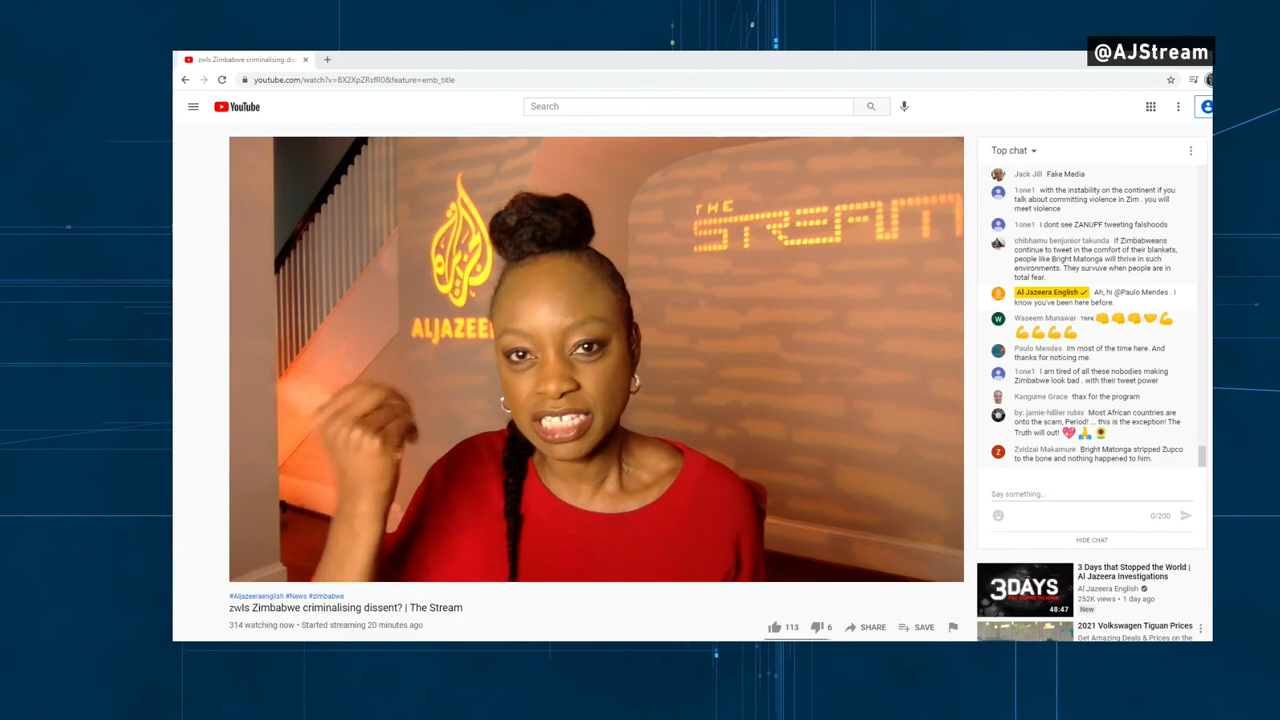 @AJStream
zwls Zimbabwe criminalising dis
youtube.com/watch?v=BX2XpZRsfR0&feature=emb_title
YouTube
Search
THE
STREAM
ALJAZEE
Top chat
Jack Jill Fake Media
1one1 with the instability on the continent if you
talk about committing violence in Zim . you will
meet violence
1one1 I dont see ZANUPF tweeting falshoods
chibhamu benjunior takunda If Zimbabweans
continue to tweet in the comfort of their blankets,
people like Bright Matonga will thrive in such
environments. They survuve when people are in
total fear.
Al Jazeera English ✓ Ah, hi @Paulo Mendes . I
know you've been here before.
W
Waseem Munawar TRPK 👊👊👊🤝💪
💪💪💪💪
Paulo Mendes Im most of the time here. And
thanks for noticing me.
1one1 I am tired of all these nobodies making
Zimbabwe look bad . with their tweet power
Kangume Grace thax for the program
by: jamie-hillier rubis Most African countries are
onto the scam, Period! ... this is the exception! The
Truth will out! 💖🙏🌻
Z
Zvidzai Makamure Bright Matonga stripped Zupco
to the bone and nothing happened to him.
Say something...
0/200
HIDE CHAT
#Aljazeeraenglish #News #zimbabwe
zwls Zimbabwe criminalising dissent? | The Stream
314 watching now • Started streaming 20 minutes ago
113
6
SHARE
SAVE
3DAYS
48:47
3 Days that Stopped the World |
Al Jazeera Investigations
Al Jazeera English
252K views • 1 day ago
New
2021 Volkswagen Tiguan Prices
Get Amazing Deals & Prices on the